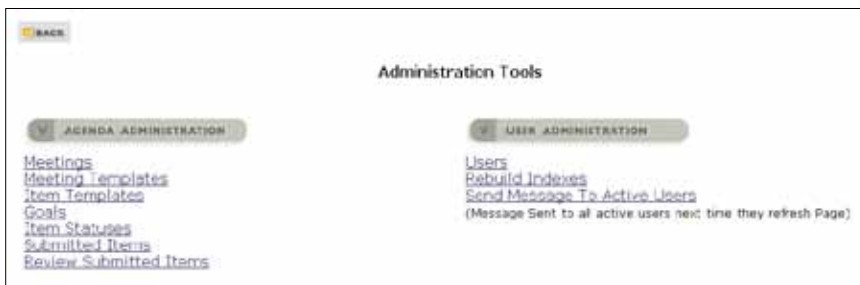 BACK
Administration Tools
AGENDA ADMINISTRATION
Meetings
Meeting Templates
Item Templates
Goals
Item Statuses
Submitted Items
Review Submitted Items
USER ADMINISTRATION
Users
Rebuild Indexes
Send Message To Active Users
(Message Sent to all active users next time they refresh Page)